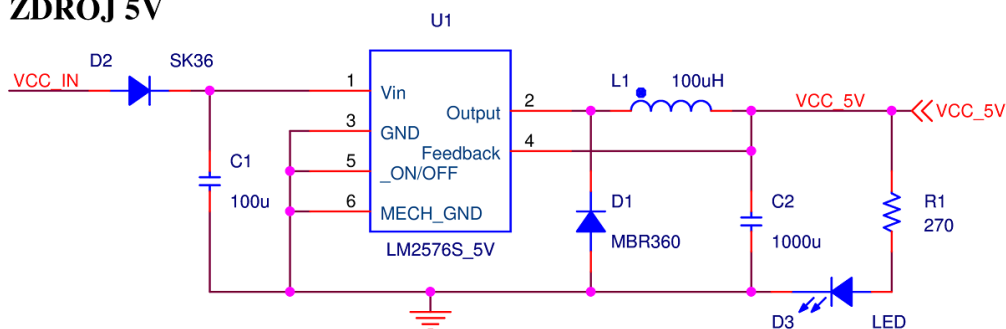 ZDROJ 5V
U1
D2 SK36
VCC_IN
1 Vin
3 GND
5 _ON/OFF
6 MECH_GND
Output 2
Feedback 4
LM2576S_5V
L1 100uH
VCC_5V
VCC_5V
C1
100u
D1
MBR360
C2
1000u
R1
270
D3 LED